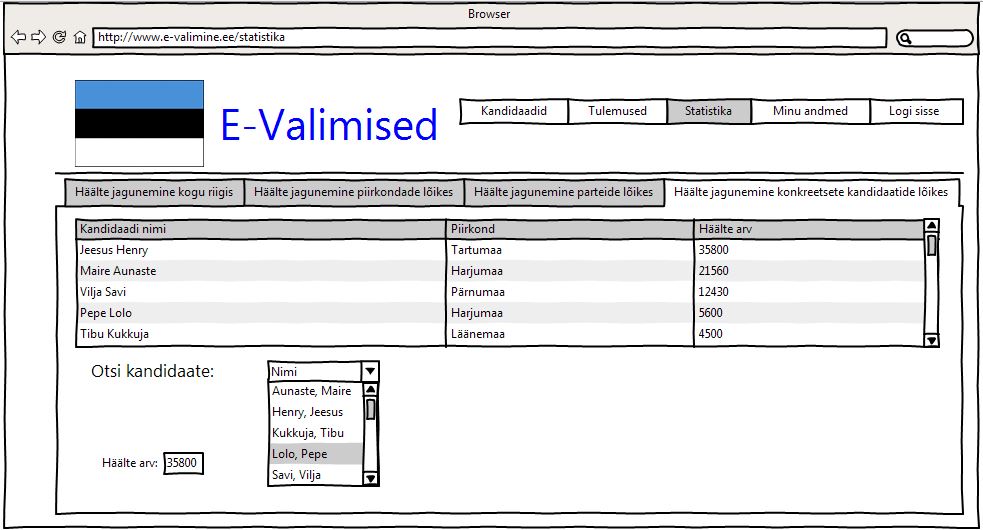 Browser
http://www.e-valimine.ee/statistika
E-Valimised
Kandidaadid Tulemused Statistika Minu andmed Logi sisse
Häälte jagunemine kogu riigis Häälte jagunemine piirkondade lõikes Häälte jagunemine parteide lõikes Häälte jagunemine konkreetsete kandidaatide lõikes
Kandidaadi nimi Piirkond Häälte arv
Jeesus Henry Tartumaa 35800
Maire Aunaste Harjumaa 21560
Vilja Savi Pärnumaa 12430
Pepe Lolo Harjumaa 5600
Tibu Kukkuja Läänemaa 4500
Otsi kandidaate: Nimi
Aunaste, Maire
Henry, Jeesus
Kukkuja, Tibu
Lolo, Pepe
Häälte arv: 35800
Savi, Vilja